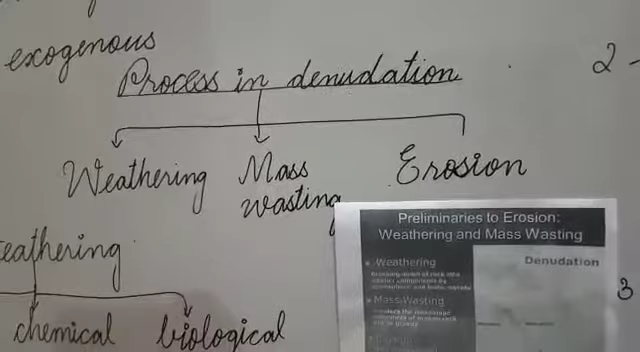 exogenous
Process in denudation
2-
Weathering Mass wasting Erosion
eathering
chemical biological
Preliminaries to Erosion:
Weathering and Mass Wasting
Weathering
Denudation
Mass Wasting
3